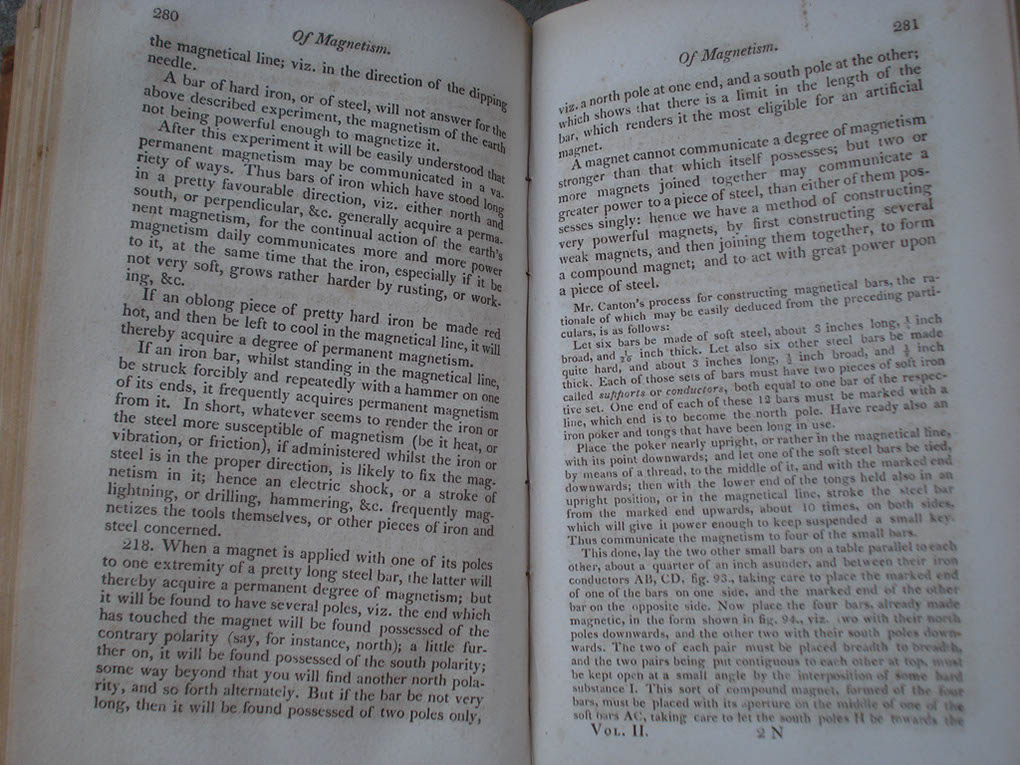 280
Of Magnetism.
the magnetical line; viz. in the direction of the dipping
needle.
A bar of hard iron, or of steel, will not answer for the
above described experiment, the magnetism of the earth
not being powerful enough to magnetize it.
After this experiment it will be easily understood that
permanent magnetism may be communicated in a va-
riety of ways. Thus bars of iron which have stood long
in a pretty favourable direction, viz. either north and
south, or perpendicular, &c. generally acquire a perma-
nent magnetism, for the continual action of the earth's
magnetism daily communicates more and more power
to it, at the same time that the iron, especially if it be
not very soft, grows rather harder by rusting, or work-
ing, &c.
If an oblong piece of pretty hard iron be made red
hot, and then be left to cool in the magnetical line, it will
thereby acquire a degree of permanent magnetism.
If an iron bar, whilst standing in the magnetical line,
be struck forcibly and repeatedly with a hammer on one
of its ends, it frequently acquires permanent magnetism
from it. In short, whatever seems to render the iron or
the steel more susceptible of magnetism (be it heat, or
vibration, or friction), if administered whilst the iron or
steel is in the proper direction, is likely to fix the mag-
netism in it; hence an electric shock, or a stroke of
lightning, or drilling, hammering, &c. frequently mag-
netizes the tools themselves, or other pieces of iron and
steel concerned.
218. When a magnet is applied with one of its poles
to one extremity of a pretty long steel bar, the latter will
thereby acquire a permanent degree of magnetism; but
it will be found to have several poles, viz. the end which
has touched the magnet will be found possessed of the
contrary polarity (say, for instance, north); a little fur-
ther on, it will be found possessed of the south polarity;
some way beyond that you will find another north pola-
rity, and so forth alternately. But if the bar be not very
long, then it will be found possessed of two poles only,
281
Of Magnetism.
viz. a north pole at one end, and a south pole at the other;
which shows that there is a limit in the length of the
bar, which renders it the most eligible for an artificial
magnet.
A magnet cannot communicate a degree of magnetism
stronger than that which itself possesses; but two or
more magnets joined together may communicate a
greater power to a piece of steel, than either of them pos-
sesses singly: hence we have a method of constructing
very powerful magnets, by first constructing several
weak magnets, and then joining them together, to form
a compound magnet; and to act with great power upon
a piece of steel.
Mr. Canton's process for constructing magnetical bars, the ra-
tionale of which may be easily deduced from the preceding parti-
culars, is as follows:
Let six bars be made of soft steel, about 3 inches long, ¼ inch
broad, and 1/20 inch thick. Let also six other steel bars be made
quite hard, and about 3 inches long, ½ inch broad, and inch
thick. Each of those sets of bars must have two pieces of soft iron
called supports or conductors, both equal to one bar of the respec-
tive set. One end of each of these 12 bars must be marked with a
line, which end is to become the north pole. Have ready also an
iron poker and tongs that have been long in use.
Place the poker nearly upright, or rather in the magnetical line,
with its point downwards; and let one of the soft steel bars be tied,
by means of a thread, to the middle of it, and with the marked end
downwards; then with the lower end of the tongs held also in an
upright position, or in the magnetical line, stroke the steel bar
from the marked end upwards, about 10 times, on both sides,
which will give it power enough to keep suspended a small key.
Thus communicate the magnetism to four of the small bars.
This done, lay the two other small bars on a table parallel to each
other, about a quarter of an inch asunder, and between their iron
conductors AB, CD, fig. 93., taking care to place the marked end
of one of the bars on one side, and the marked end of the other
bar on the opposite side. Now place the four bars, already made
magnetic, in the form shown in fig. 94., viz. two with their north
poles downwards, and the other two with their south poles down-
wards. The two of each pair must be placed breadth to breadth,
and the two pairs being put contiguous to each other at top, must
be kept open at a small angle by the interposition of some hard
substance I. This sort of compound magnet, formed of the four
bars, must be placed with its aperture on the middle of one of the
soft bars AC, taking care to let the south poles H be towards the
VOL. II.
2 N